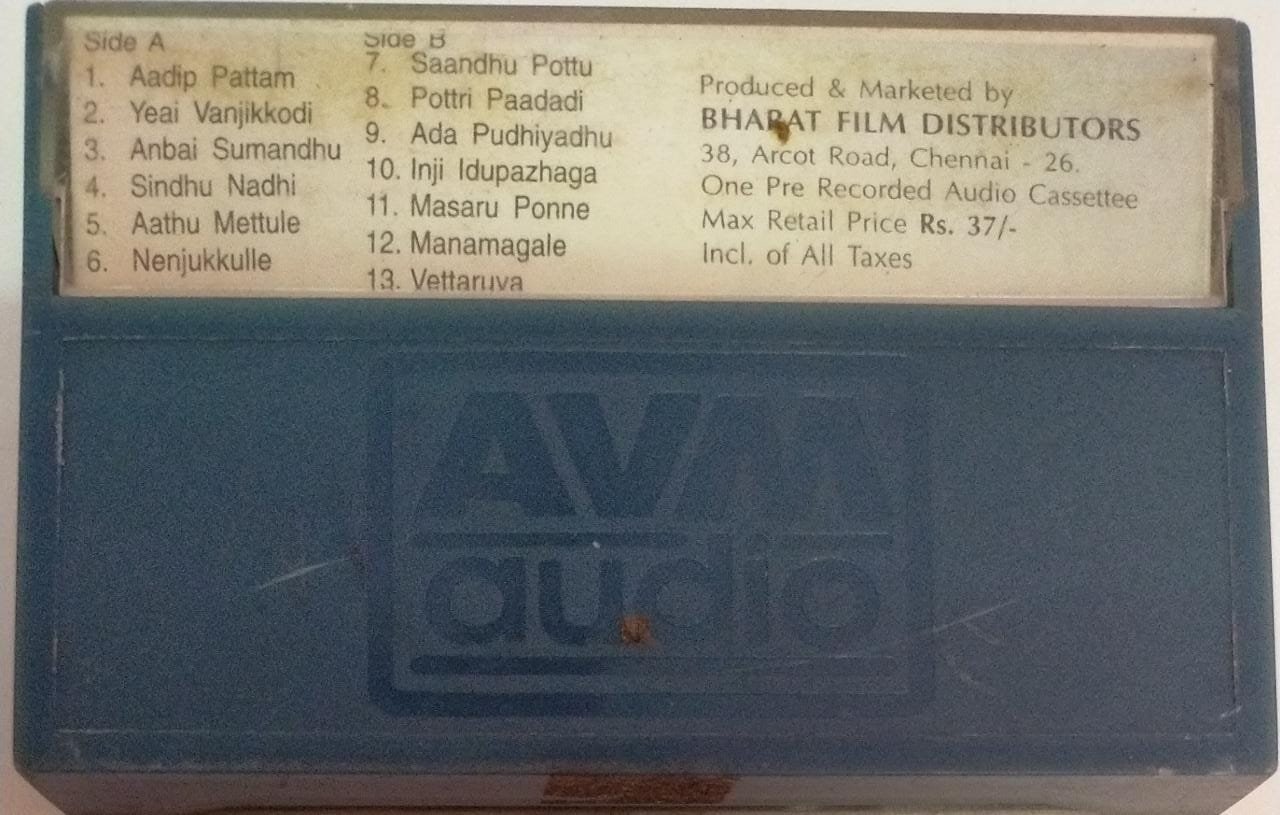 Side A
1. Aadip Pattam
2. Yeai Vanjikkodi
3. Anbai Sumandhu
4. Sindhu Nadhi
5. Aathu Mettule
6. Nenjukkulle
Side B
7. Saandhu Pottu
8. Pottri Paadadi
9. Ada Pudhiyadhu
10. Inji Idupazhaga
11. Masaru Ponne
12. Manamagale
13. Vettaruva
Produced & Marketed by
BHARAT FILM DISTRIBUTORS
38, Arcot Road, Chennai - 26.
One Pre Recorded Audio Cassettee
Max Retail Price Rs. 37/-
Incl. of All Taxes
AVM
audio